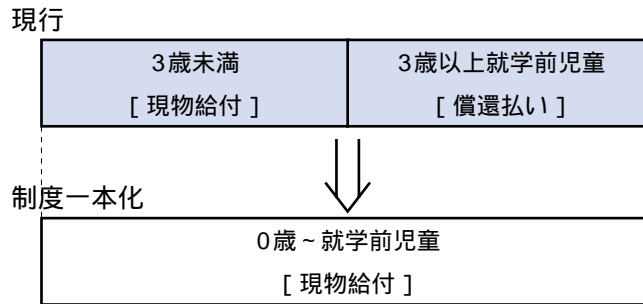 現行
3歳未満
[ 現物給付 ]
3歳以上就学前児童
[ 償還払い ]
制度一本化
0歳~就学前児童
[ 現物給付 ]